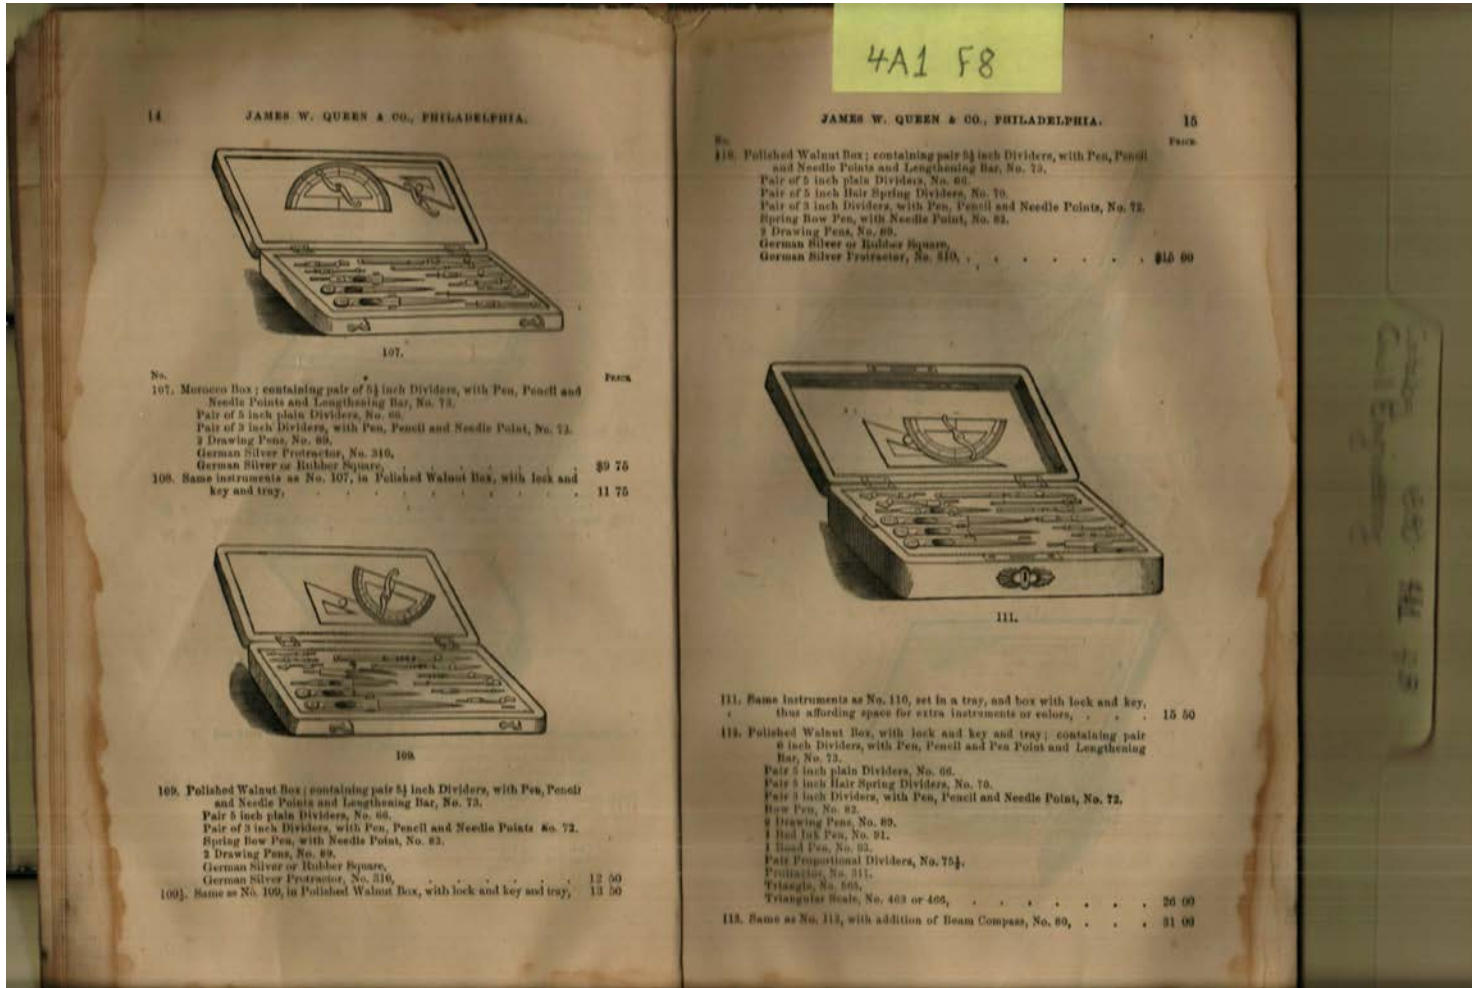 4A1 F8
14
JAMES W. QUEEN & CO., PHILADELPHIA.
107.
No.
PRICE.
107. Morocco Box; containing pair of 5½ inch Dividers, with Pen, Pencil and
Needle Points and Lengthening Bar, No. 73.
Pair of 5 inch plain Dividers, No. 66.
Pair of 3 inch Dividers, with Pen, Pencil and Needle Point, No. 73.
2 Drawing Pens, No. 89.
German Silver Protractor, No. 310.
German Silver or Rubber Square, . . . . . . . $9 75
108. Same instruments as No. 107, in Polished Walnut Box, with lock and
key and tray, . . . . . . . . . 11 75
109.
109. Polished Walnut Box; containing pair 5½ inch Dividers, with Pen, Pencil
and Needle Points and Lengthening Bar, No. 73.
Pair 5 inch plain Dividers, No. 66.
Pair of 3 inch Dividers, with Pen, Pencil and Needle Points No. 72.
Spring Bow Pen, with Needle Point, No. 83.
2 Drawing Pens, No. 89.
German Silver or Rubber Square,
German Silver Protractor, No. 310, . . . . . . 12 50
109½. Same as No. 109, in Polished Walnut Box, with lock and key and tray, 13 50
JAMES W. QUEEN & CO., PHILADELPHIA.
15
No.
PRICE.
110. Polished Walnut Box; containing pair 5½ inch Dividers, with Pen, Pencil
and Needle Points and Lengthening Bar, No. 73.
Pair of 5 inch plain Dividers, No. 66.
Pair of 5 inch Hair Spring Dividers, No. 70.
Pair of 3 inch Dividers, with Pen, Pencil and Needle Points, No. 72.
Spring Bow Pen, with Needle Point, No. 82.
2 Drawing Pens, No. 89.
German Silver or Rubber Square,
German Silver Protractor, No. 310, . . . . . . . $15 00
111.
111. Same instruments as No. 110, set in a tray, and box with lock and key,
thus affording space for extra instruments or colors, . . . 15 50
112. Polished Walnut Box, with lock and key and tray; containing pair
6 inch Dividers, with Pen, Pencil and Pen Point and Lengthening
Bar, No. 73.
Pair 5 inch plain Dividers, No. 66.
Pair 5 inch Hair Spring Dividers, No. 70.
Pair 3 inch Dividers, with Pen, Pencil and Needle Point, No. 72.
Bow Pen, No. 82.
Drawing Pens, No. 89.
1 Red Ink Pen, No. 91.
1 Road Pen, No. 93.
Pair Proportional Dividers, No. 75½.
Protractor, No. 311.
Triangle, No. 565.
Triangular Scale, No. 463 or 466, . . . . . . . 26 00
113. Same as No. 112, with addition of Beam Compass, No. 80, . . . 31 00